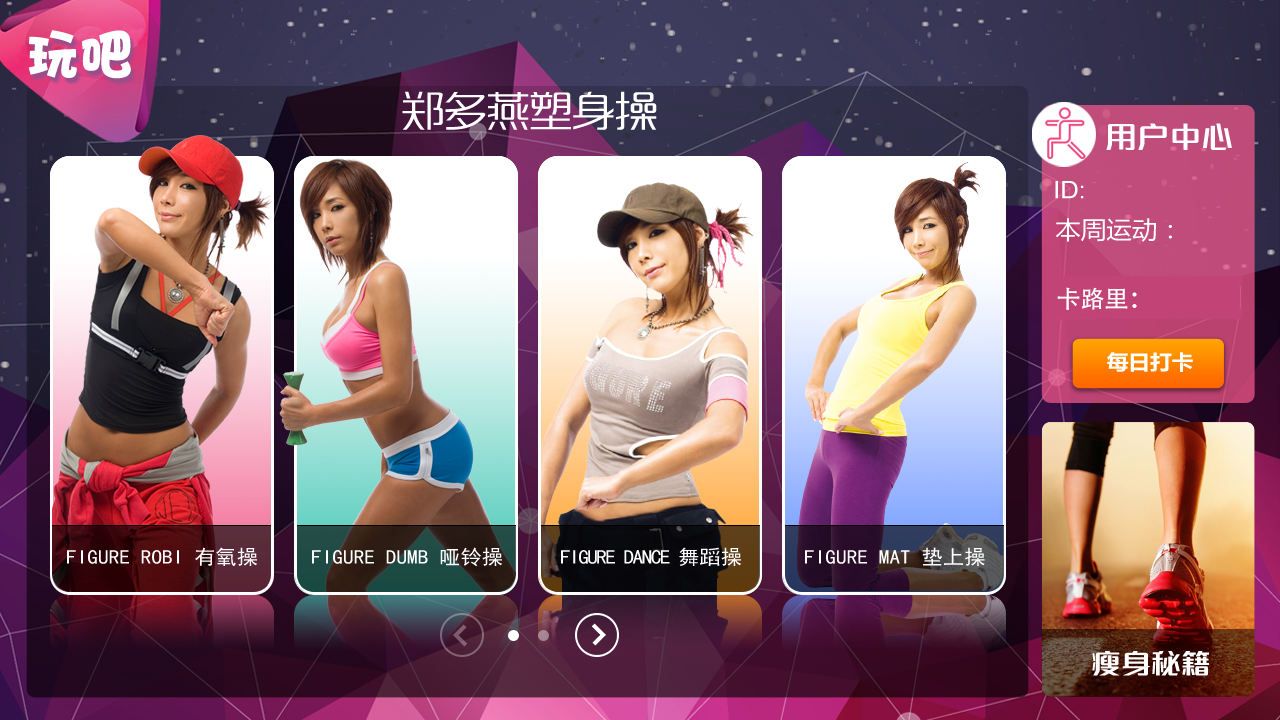 玩吧
郑多燕塑身操
用户中心
ID:
本周运动：
卡路里：
每日打卡
FIGURE
FIGURE ROBI 有氧操
FIGURE DUMB 哑铃操
FIGURE DANCE 舞蹈操
FIGURE MAT 垫上操
瘦身秘籍